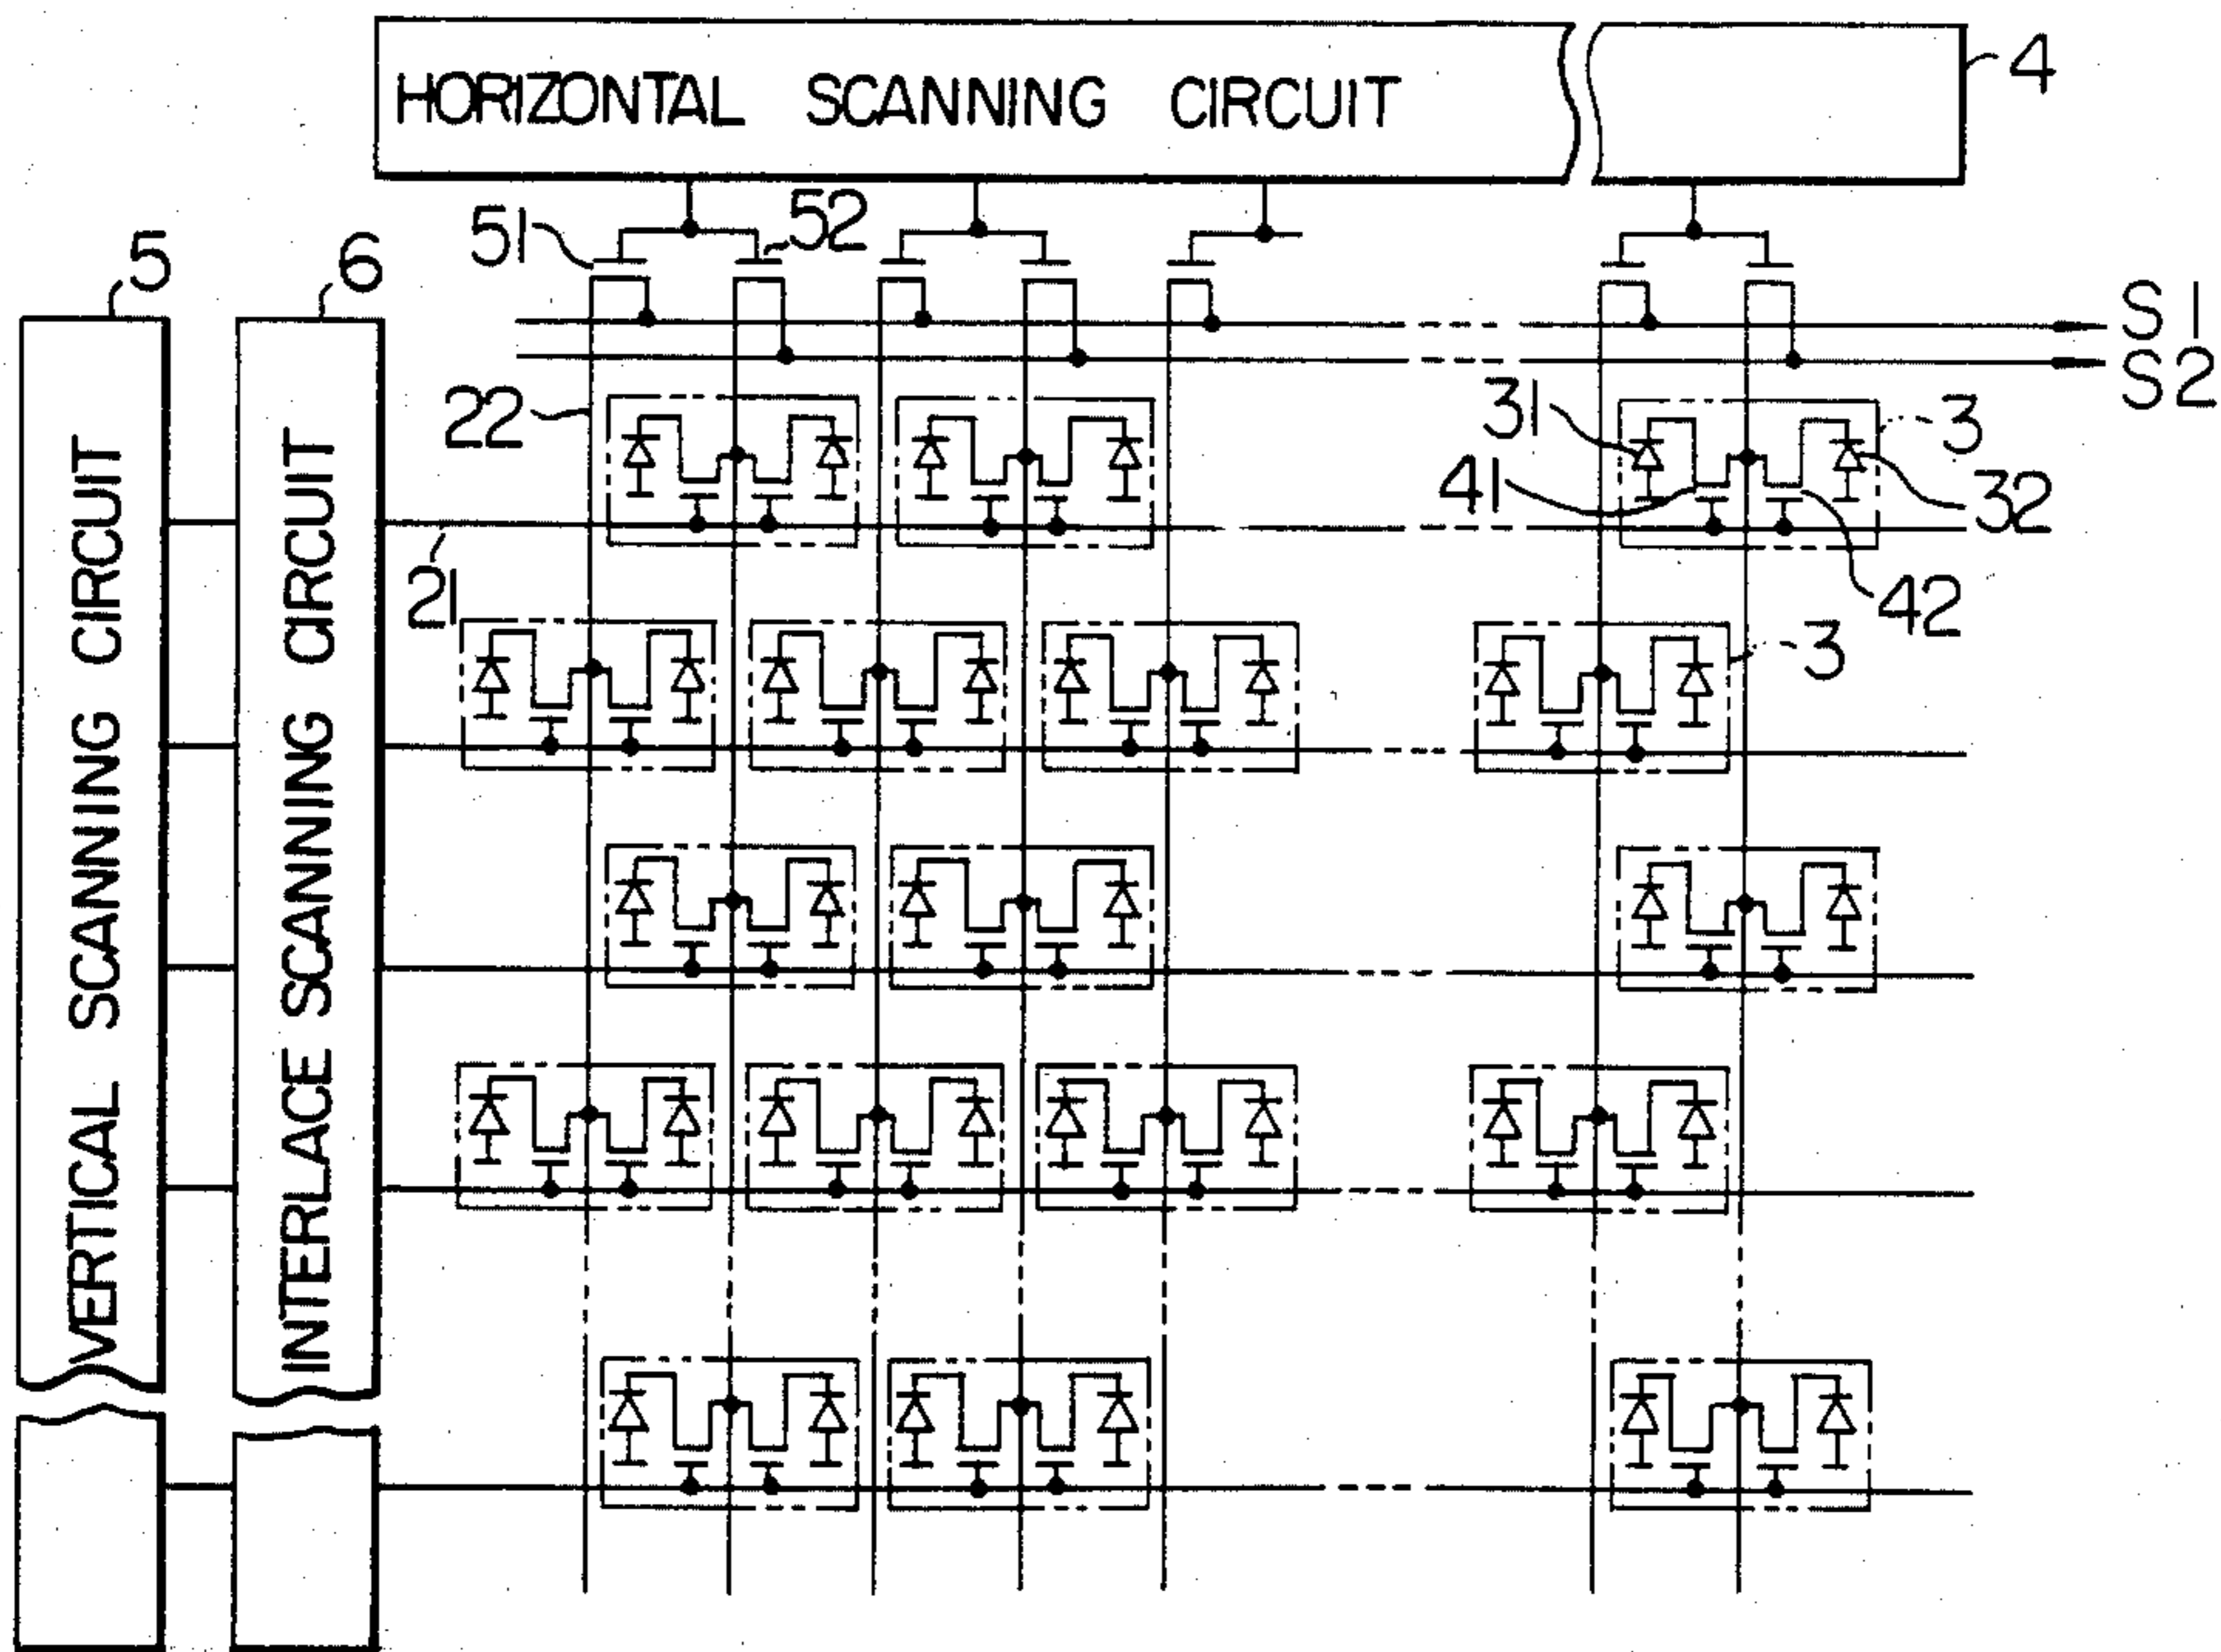 HORIZONTAL SCANNING CIRCUIT
4
51
52
5
6
S1
S2
22
31
3
41
32
21
42
3
VERTICAL SCANNING CIRCUIT
INTERLACE SCANNING CIRCUIT